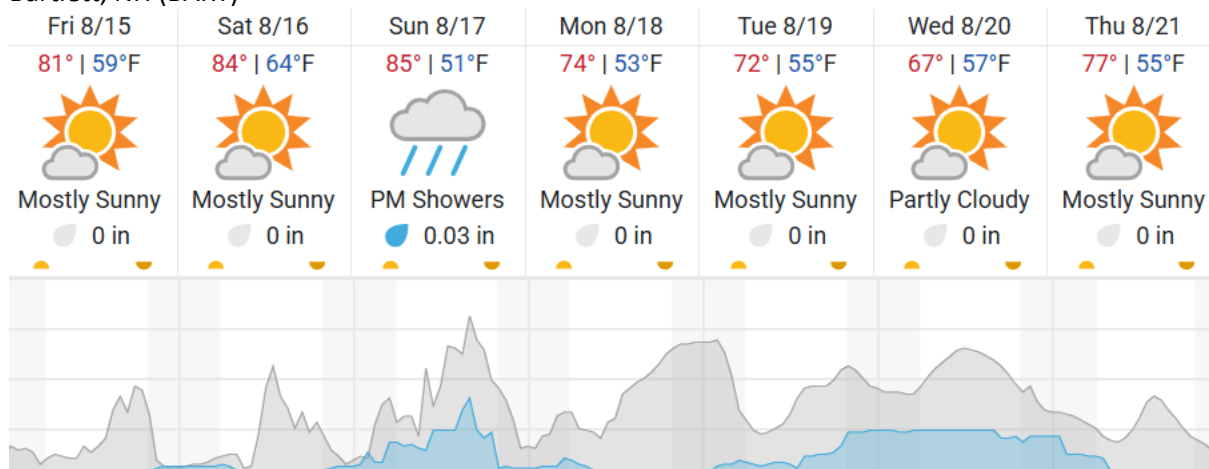 Fri 8/15 Sat 8/16 Sun 8/17 Mon 8/18 Tue 8/19 Wed 8/20 Thu 8/21
81° | 59°F 84° | 64°F 85° | 51°F 74° | 53°F 72° | 55°F 67° | 57°F 77° | 55°F
Mostly Sunny Mostly Sunny PM Showers Mostly Sunny Mostly Sunny Partly Cloudy Mostly Sunny
0 in 0 in 0.03 in 0 in 0 in 0 in 0 in